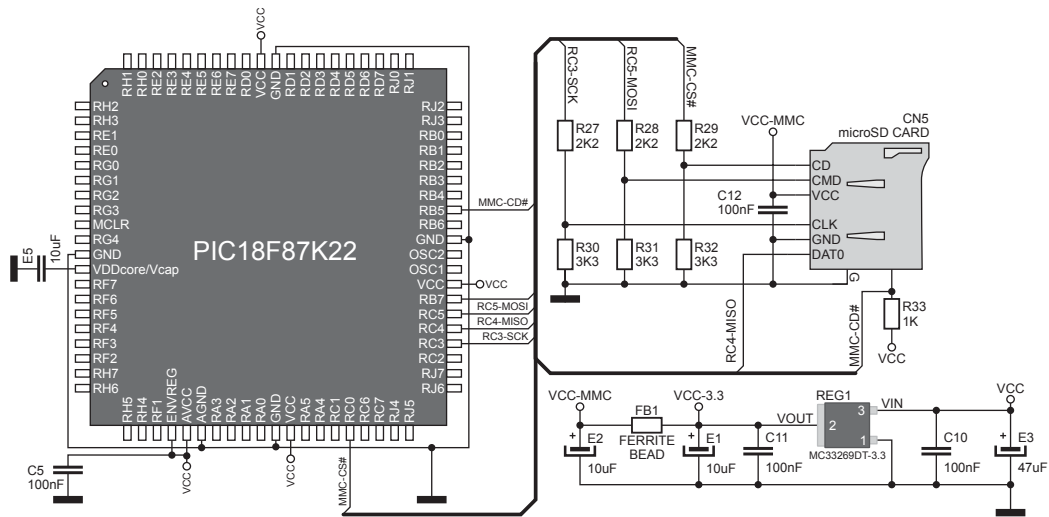 VCC
RH1 RH0 RE2 RE3 RE4 RE5 RE6 RE7 RD0 VCC GND RD1 RD2 RD3 RD4 RD5 RD6 RD7 RJ0 RJ1
RH2
RH3
RE1
RE0
RG0
RG1
RG2
RG3
MCLR
RG4
GND
VDDcore/Vcap
RF7
RF6
RF5
RF4
RF3
RF2
RH7
RH6
PIC18F87K22
RJ2
RJ3
RB0
RB1
RB2
RB3
RB4
RB5
RB6
GND
OSC2
OSC1
VCC
RB7
RC5
RC4
RC3
RC2
RJ7
RJ6
RH5 RH4 RF1 ENVREG AVCC AGND RA3 RA2 RA1 RA0 GND VCC RA5 RA4 RC1 RC0 RC6 RC7 RJ4 RJ5
E5
10uF
C5
100nF
VCC
VCC
MMC-CS#
MMC-CD#
VCC
RC5-MOSI
RC4-MISO
RC3-SCK
RC3-SCK
RC5-MOSI
MMC-CS#
R27
2K2
R28
2K2
R29
2K2
R30
3K3
R31
3K3
R32
3K3
VCC-MMC
C12
100nF
CN5
microSD CARD
CD
CMD
VCC
CLK
GND
DAT0
G
RC4-MISO
MMC-CD#
R33
1K
VCC
VCC-MMC
E2
10uF
FB1
FERRITE
BEAD
VCC-3.3
E1
10uF
C11
100nF
VOUT
REG1
3
2
1
MC33269DT-3.3
VIN
C10
100nF
VCC
E3
47uF
+
+
+